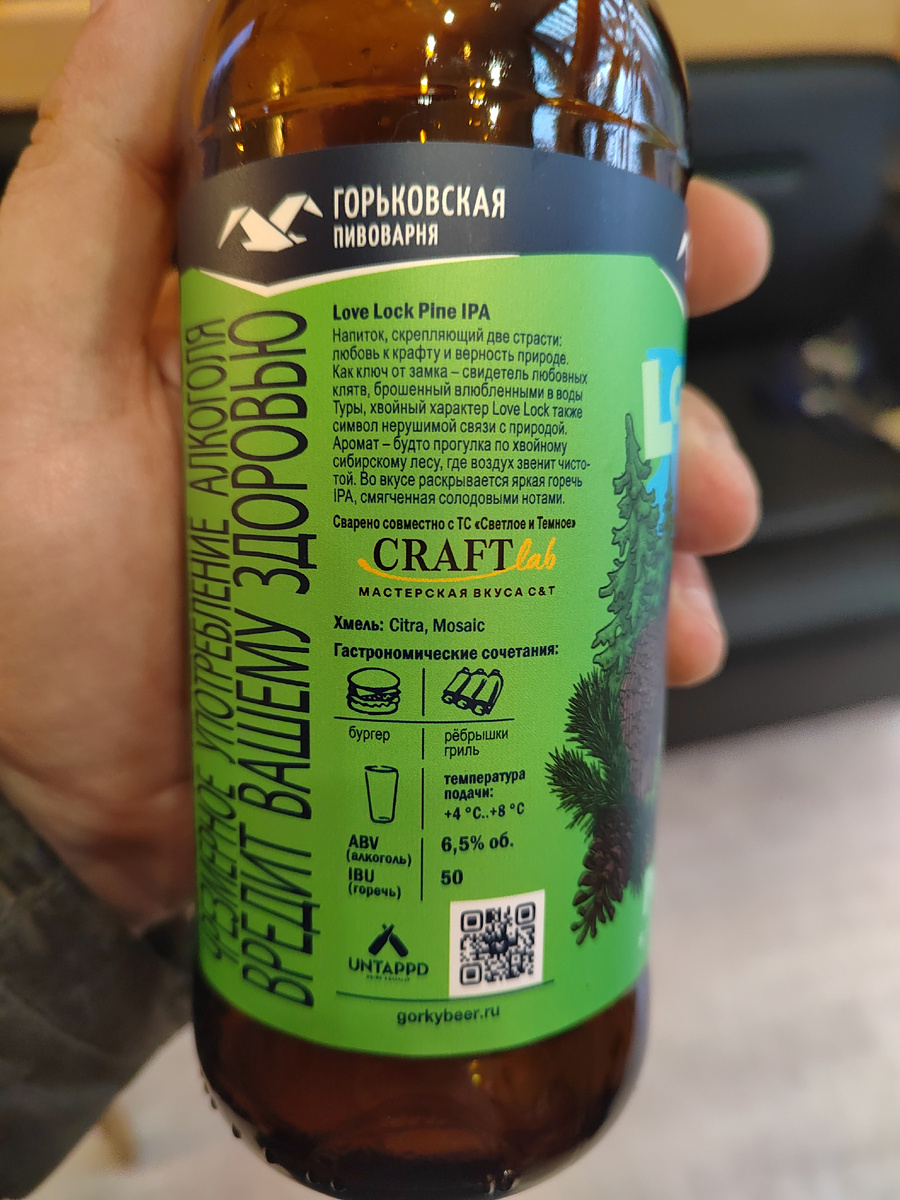 ГОРЬКОВСКАЯ
ПИВОВАРНЯ
ЧРЕЗМЕРНОЕ УПОТРЕБЛЕНИЕ АЛКОГОЛЯ
ВРЕДИТ ВАШЕМУ ЗДОРОВЬЮ
Love Lock Pine IPA
Напиток, скрепляющий две страсти:
любовь к крафту и верность природе.
Как ключ от замка – свидетель любовных
клятв, брошенный влюбленными в воды
Туры, хвойный характер Love Lock также
символ нерушимой связи с природой.
Аромат – будто прогулка по хвойному
сибирскому лесу, где воздух звенит чисто-
той. Во вкусе раскрывается яркая горечь
IPA, смягченная солодовыми нотами.
Сварено совместно с ТС «Светлое и Темное»
CRAFT lab
МАСТЕРСКАЯ ВКУСА С&Т
Хмель: Citra, Mosaic
Гастрономические сочетания:
бургер
рёбрышки
гриль
температура
подачи:
+4 °C..+8 °C
ABV
(алкоголь)
6,5% об.
IBU
(горечь)
50
UNTAPPD
gorkybeer.ru